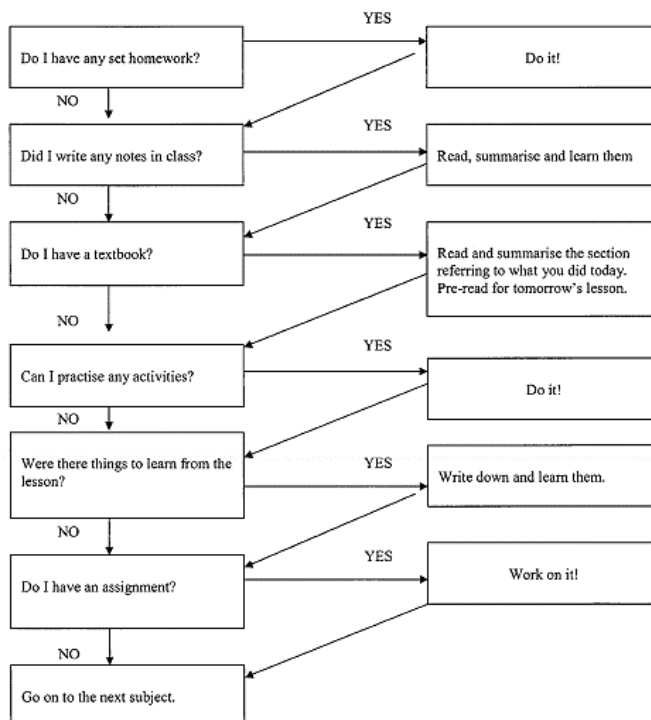 YES
Do I have any set homework?
Do it!
NO
YES
Did I write any notes in class?
Read, summarise and learn them
NO
YES
Do I have a textbook?
Read and summarise the section
referring to what you did today.
Pre-read for tomorrow's lesson.
NO
YES
Can I practise any activities?
Do it!
NO
Were there things to learn from the
lesson?
YES
Write down and learn them.
NO
YES
Do I have an assignment?
Work on it!
NO
Go on to the next subject.